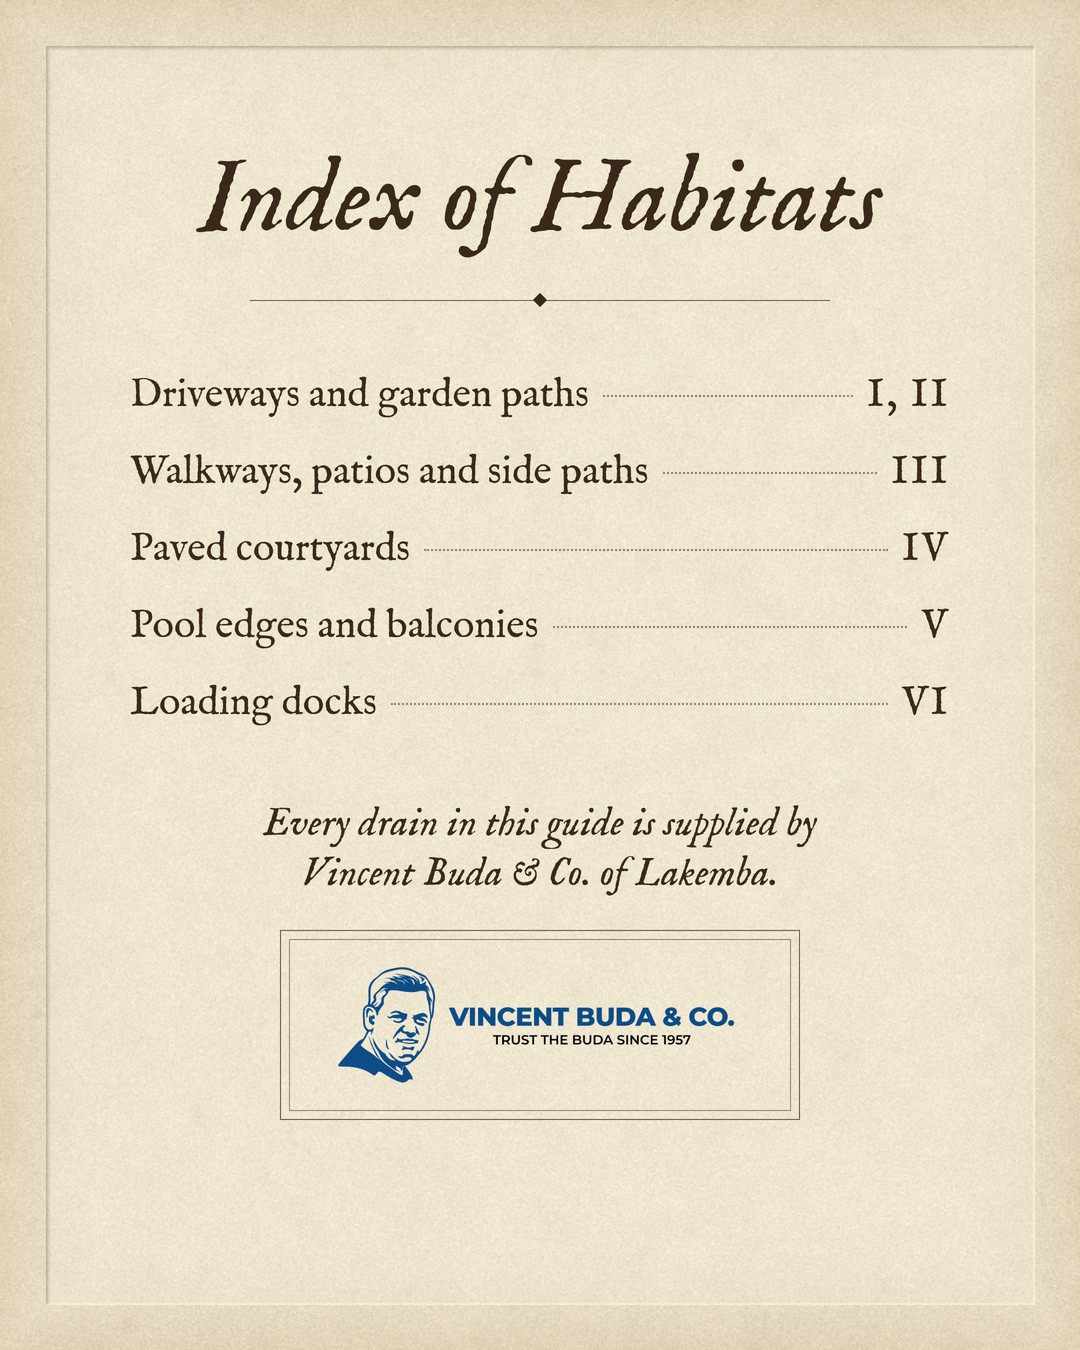 Index of Habitats
Driveways and garden paths I, II
Walkways, patios and side paths III
Paved courtyards IV
Pool edges and balconies V
Loading docks VI
Every drain in this guide is supplied by
Vincent Buda & Co. of Lakemba.
VINCENT BUDA & CO.
TRUST THE BUDA SINCE 1957